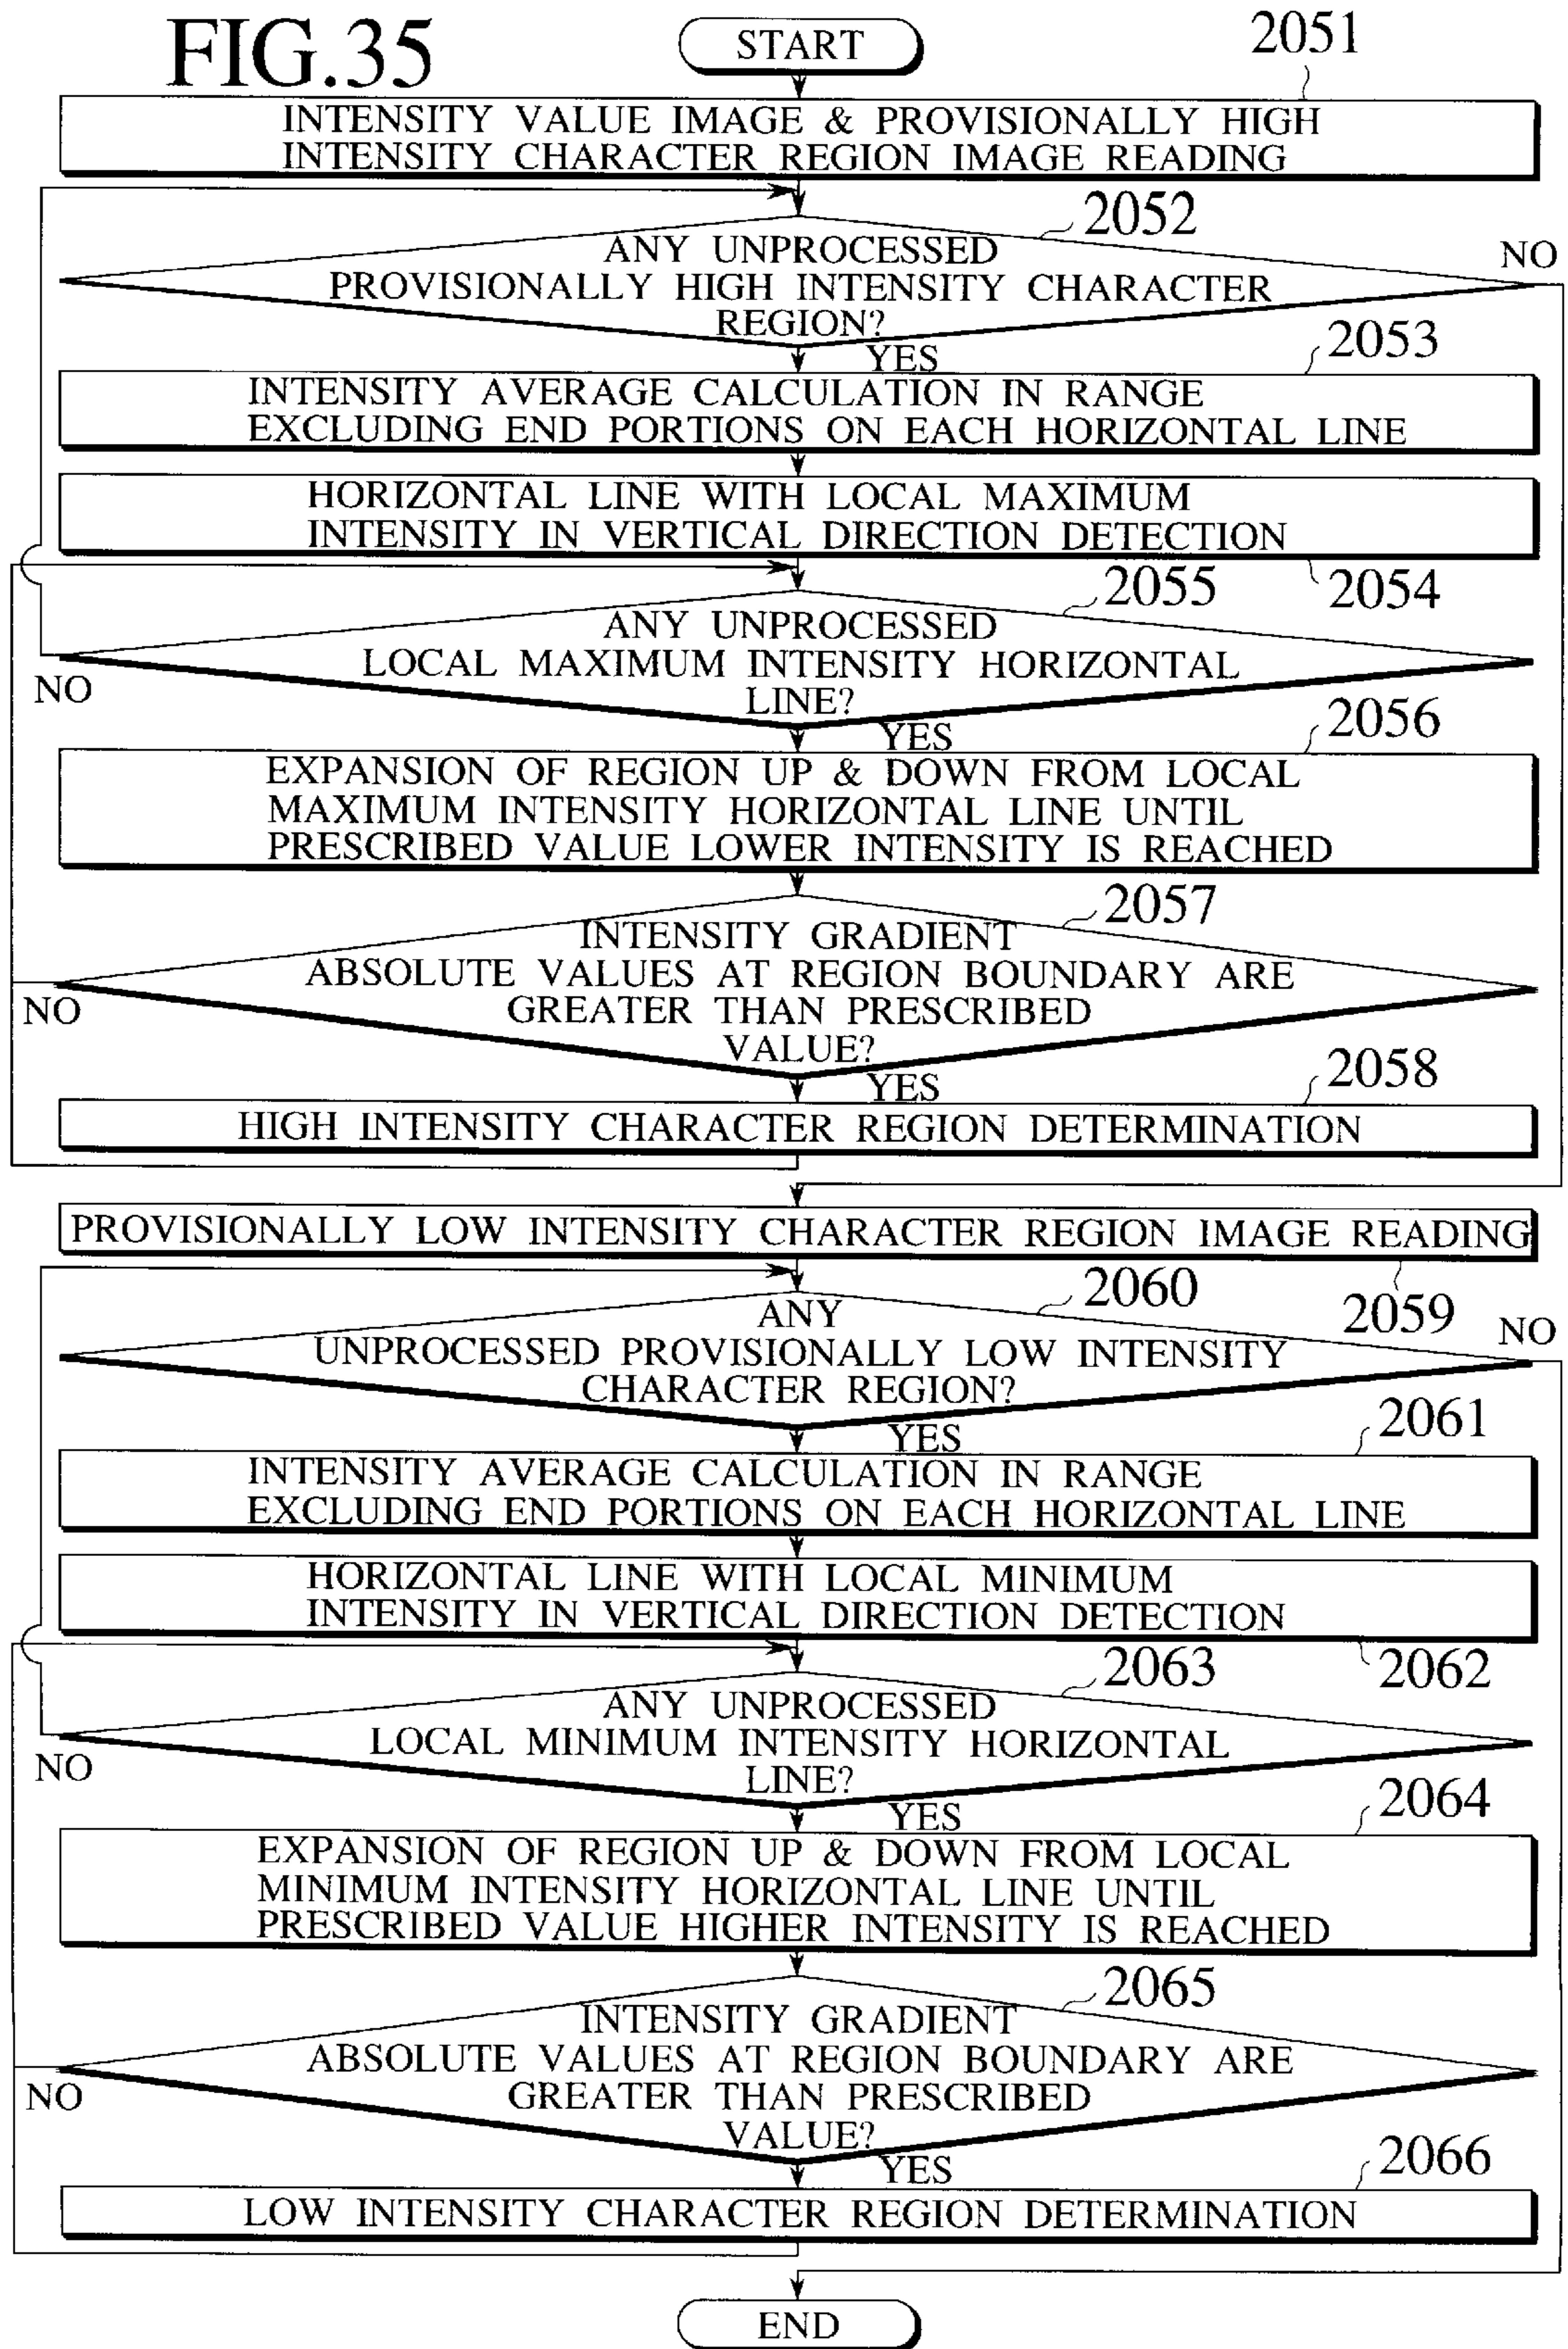 FIG.35
START
2051
INTENSITY VALUE IMAGE & PROVISIONALLY HIGH
INTENSITY CHARACTER REGION IMAGE READING
2052
ANY UNPROCESSED
PROVISIONALLY HIGH INTENSITY CHARACTER
REGION?
NO
YES
2053
INTENSITY AVERAGE CALCULATION IN RANGE
EXCLUDING END PORTIONS ON EACH HORIZONTAL LINE
HORIZONTAL LINE WITH LOCAL MAXIMUM
INTENSITY IN VERTICAL DIRECTION DETECTION
2054
2055
ANY UNPROCESSED
LOCAL MAXIMUM INTENSITY HORIZONTAL
LINE?
NO
YES
2056
EXPANSION OF REGION UP & DOWN FROM LOCAL
MAXIMUM INTENSITY HORIZONTAL LINE UNTIL
PRESCRIBED VALUE LOWER INTENSITY IS REACHED
2057
INTENSITY GRADIENT
ABSOLUTE VALUES AT REGION BOUNDARY ARE
GREATER THAN PRESCRIBED
VALUE?
NO
YES
2058
HIGH INTENSITY CHARACTER REGION DETERMINATION
PROVISIONALLY LOW INTENSITY CHARACTER REGION IMAGE READING
2059
2060
ANY
UNPROCESSED PROVISIONALLY LOW INTENSITY
CHARACTER REGION?
NO
YES
2061
INTENSITY AVERAGE CALCULATION IN RANGE
EXCLUDING END PORTIONS ON EACH HORIZONTAL LINE
HORIZONTAL LINE WITH LOCAL MINIMUM
INTENSITY IN VERTICAL DIRECTION DETECTION
2062
2063
ANY UNPROCESSED
LOCAL MINIMUM INTENSITY HORIZONTAL
LINE?
NO
YES
2064
EXPANSION OF REGION UP & DOWN FROM LOCAL
MINIMUM INTENSITY HORIZONTAL LINE UNTIL
PRESCRIBED VALUE HIGHER INTENSITY IS REACHED
2065
INTENSITY GRADIENT
ABSOLUTE VALUES AT REGION BOUNDARY ARE
GREATER THAN PRESCRIBED
VALUE?
NO
YES
2066
LOW INTENSITY CHARACTER REGION DETERMINATION
END